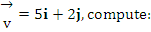 →
v = 5i + 2j, compute: